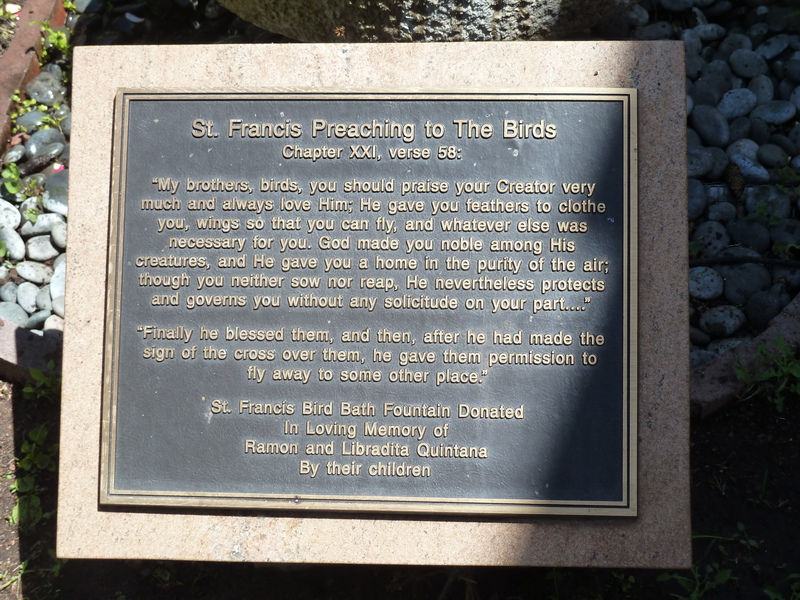 St. Francis Preaching to The Birds
Chapter XXI, verse 58:
"My brothers, birds, you should praise your Creator very
much and always love Him; He gave you feathers to clothe
you, wings so that you can fly, and whatever else was
necessary for you. God made you noble among His
creatures, and He gave you a home in the purity of the air;
though you neither sow nor reap, He nevertheless protects
and governs you without any solicitude on your part...."
"Finally he blessed them, and then, after he had made the
sign of the cross over them, he gave them permission to
fly away to some other place."
St. Francis Bird Bath Fountain Donated
In Loving Memory of
Ramon and Libradita Quintana
By their children